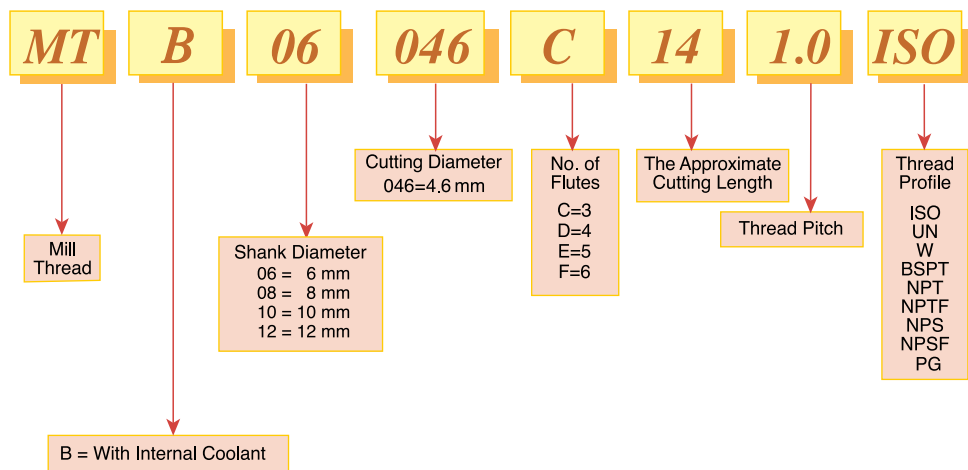 MT B 06 046 C 14 1.0 ISO
Mill
Thread
B = With Internal Coolant
Shank Diameter
06 = 6 mm
08 = 8 mm
10 = 10 mm
12 = 12 mm
Cutting Diameter
046=4.6 mm
No. of
Flutes
C=3
D=4
E=5
F=6
The Approximate
Cutting Length
Thread Pitch
Thread
Profile
ISO
UN
W
BSPT
NPT
NPTF
NPS
NPSF
PG